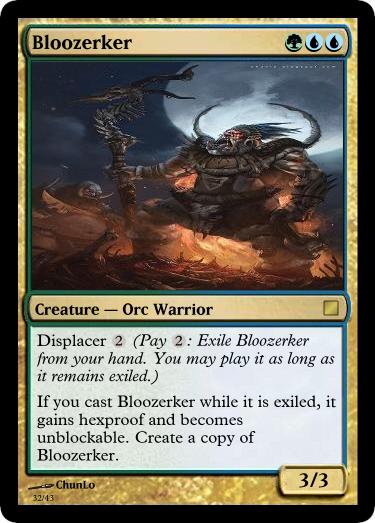 Bloozerker
Creature — Orc Warrior
Displacer 2 (Pay 2: Exile Bloozerker
from your hand. You may play it as long as
it remains exiled.)
If you cast Bloozerker while it is exiled, it
gains hexproof and becomes
unblockable. Create a copy of
Bloozerker.
3/3
ChunLo
32/43